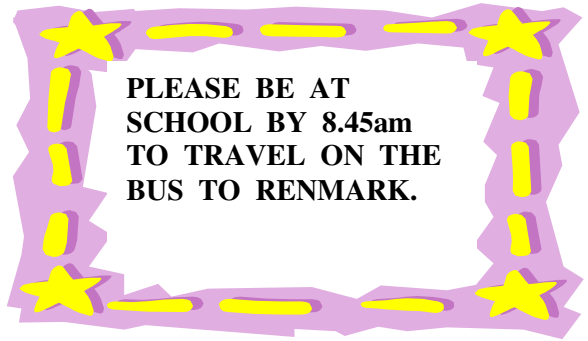 PLEASE BE AT
SCHOOL BY 8.45am
TO TRAVEL ON THE
BUS TO RENMARK.